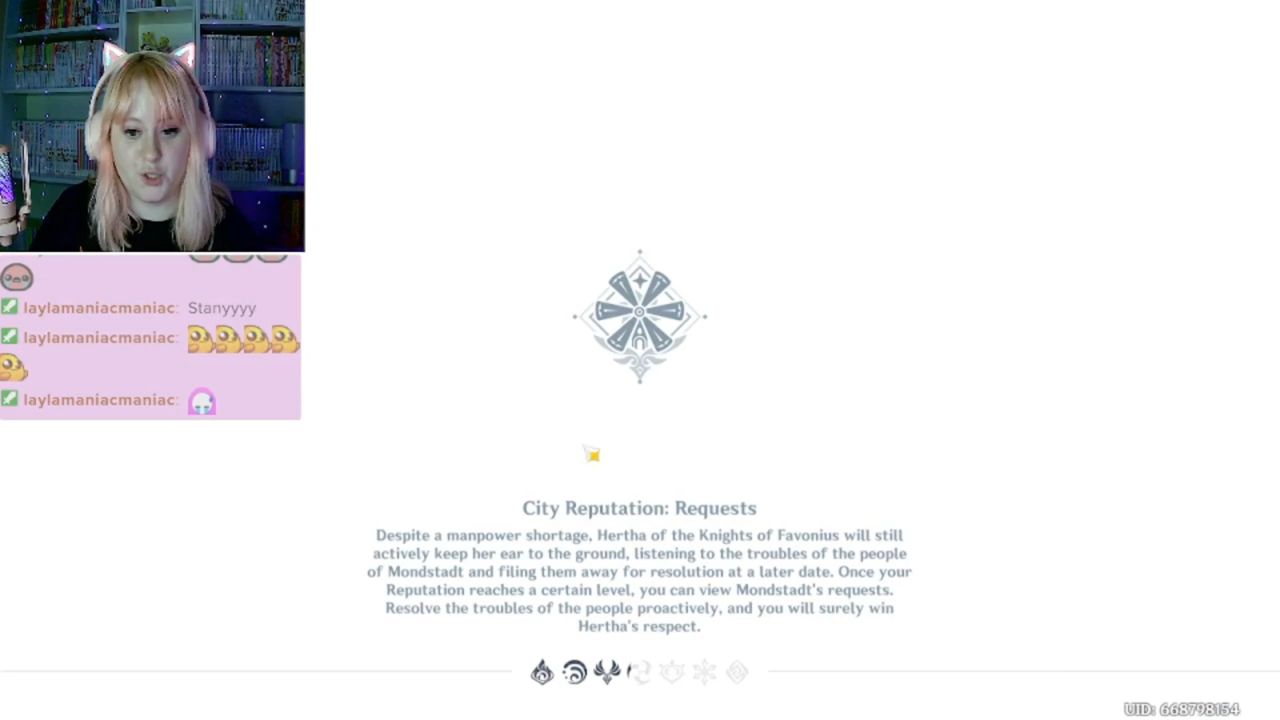 laylamaniacmaniac: Stanyyyy
laylamaniacmaniac:
laylamaniacmaniac:
City Reputation: Requests
Despite a manpower shortage, Hertha of the Knights of Favonius will still
actively keep her ear to the ground, listening to the troubles of the people
of Mondstadt and filing them away for resolution at a later date. Once your
Reputation reaches a certain level, you can view Mondstadt's requests.
Resolve the troubles of the people proactively, and you will surely win
Hertha's respect.
UID: 668798154